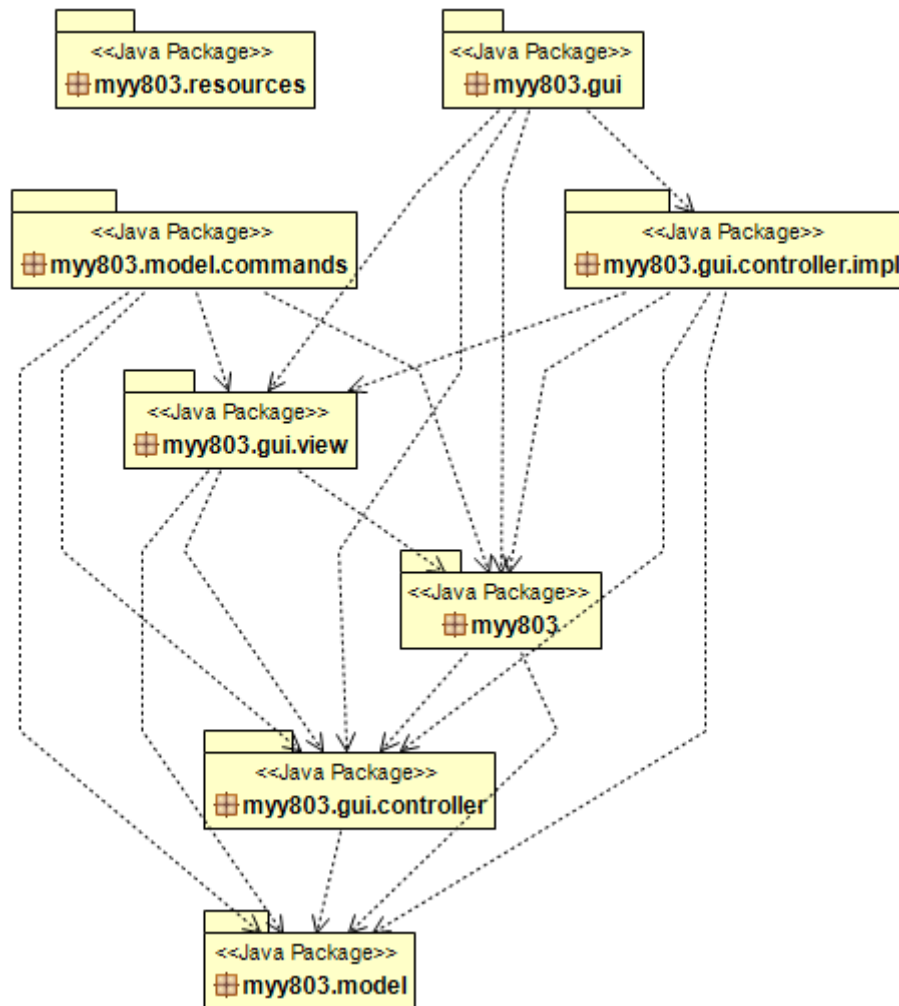 <<Java Package>>
myy803.resources
<<Java Package>>
myy803.gui
<<Java Package>>
myy803.model.commands
<<Java Package>>
myy803.gui.controller.impl
<<Java Package>>
myy803.gui.view
<<Java Package>>
myy803
<<Java Package>>
myy803.gui.controller
<<Java Package>>
myy803.model